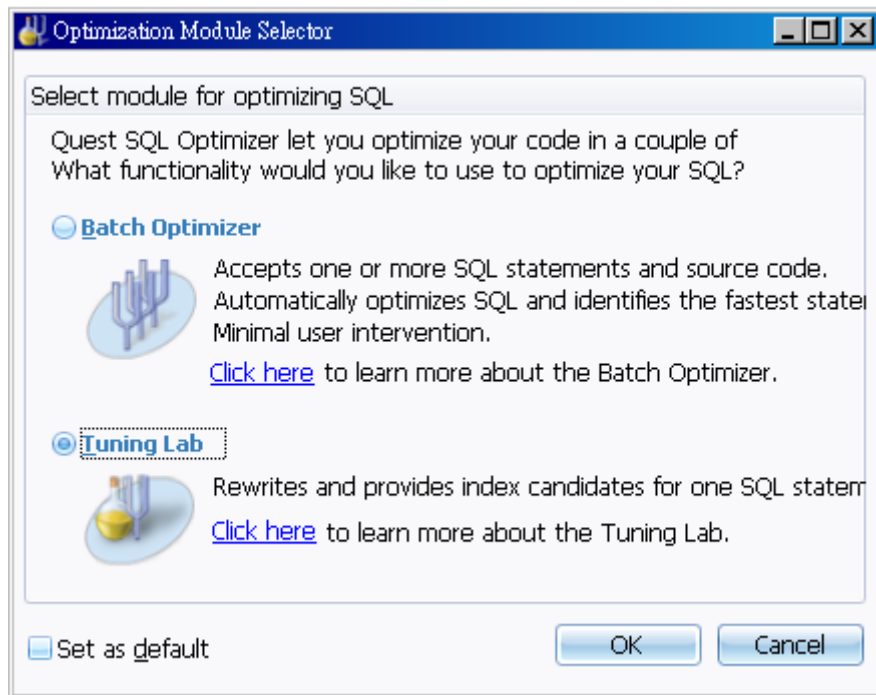 Optimization Module Selector
Select module for optimizing SQL
Quest SQL Optimizer let you optimize your code in a couple of
What functionality would you like to use to optimize your SQL?
Batch Optimizer
Accepts one or more SQL statements and source code.
Automatically optimizes SQL and identifies the fastest state
Minimal user intervention.
Click here to learn more about the Batch Optimizer.
Tuning Lab
Rewrites and provides index candidates for one SQL statem
Click here to learn more about the Tuning Lab.
Set as default
OK
Cancel